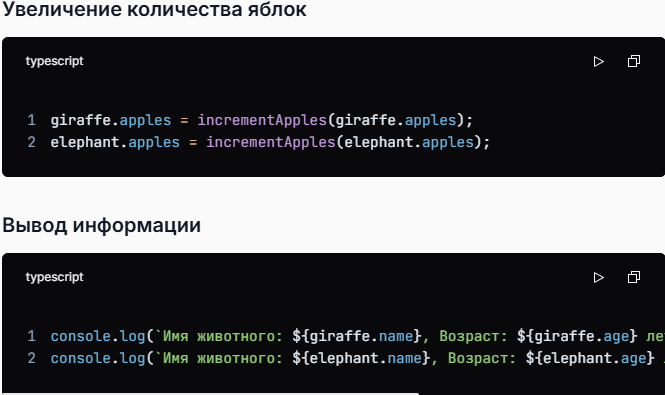 Увеличение количества яблок
typescript
1 giraffe.apples = incrementApples(giraffe.apples);
2 elephant.apples = incrementApples(elephant.apples);
Вывод информации
typescript
1 console.log(`Имя животного: ${giraffe.name}, Возраст: ${giraffe.age} ле
2 console.log(`Имя животного: ${elephant.name}, Возраст: ${elephant.age}